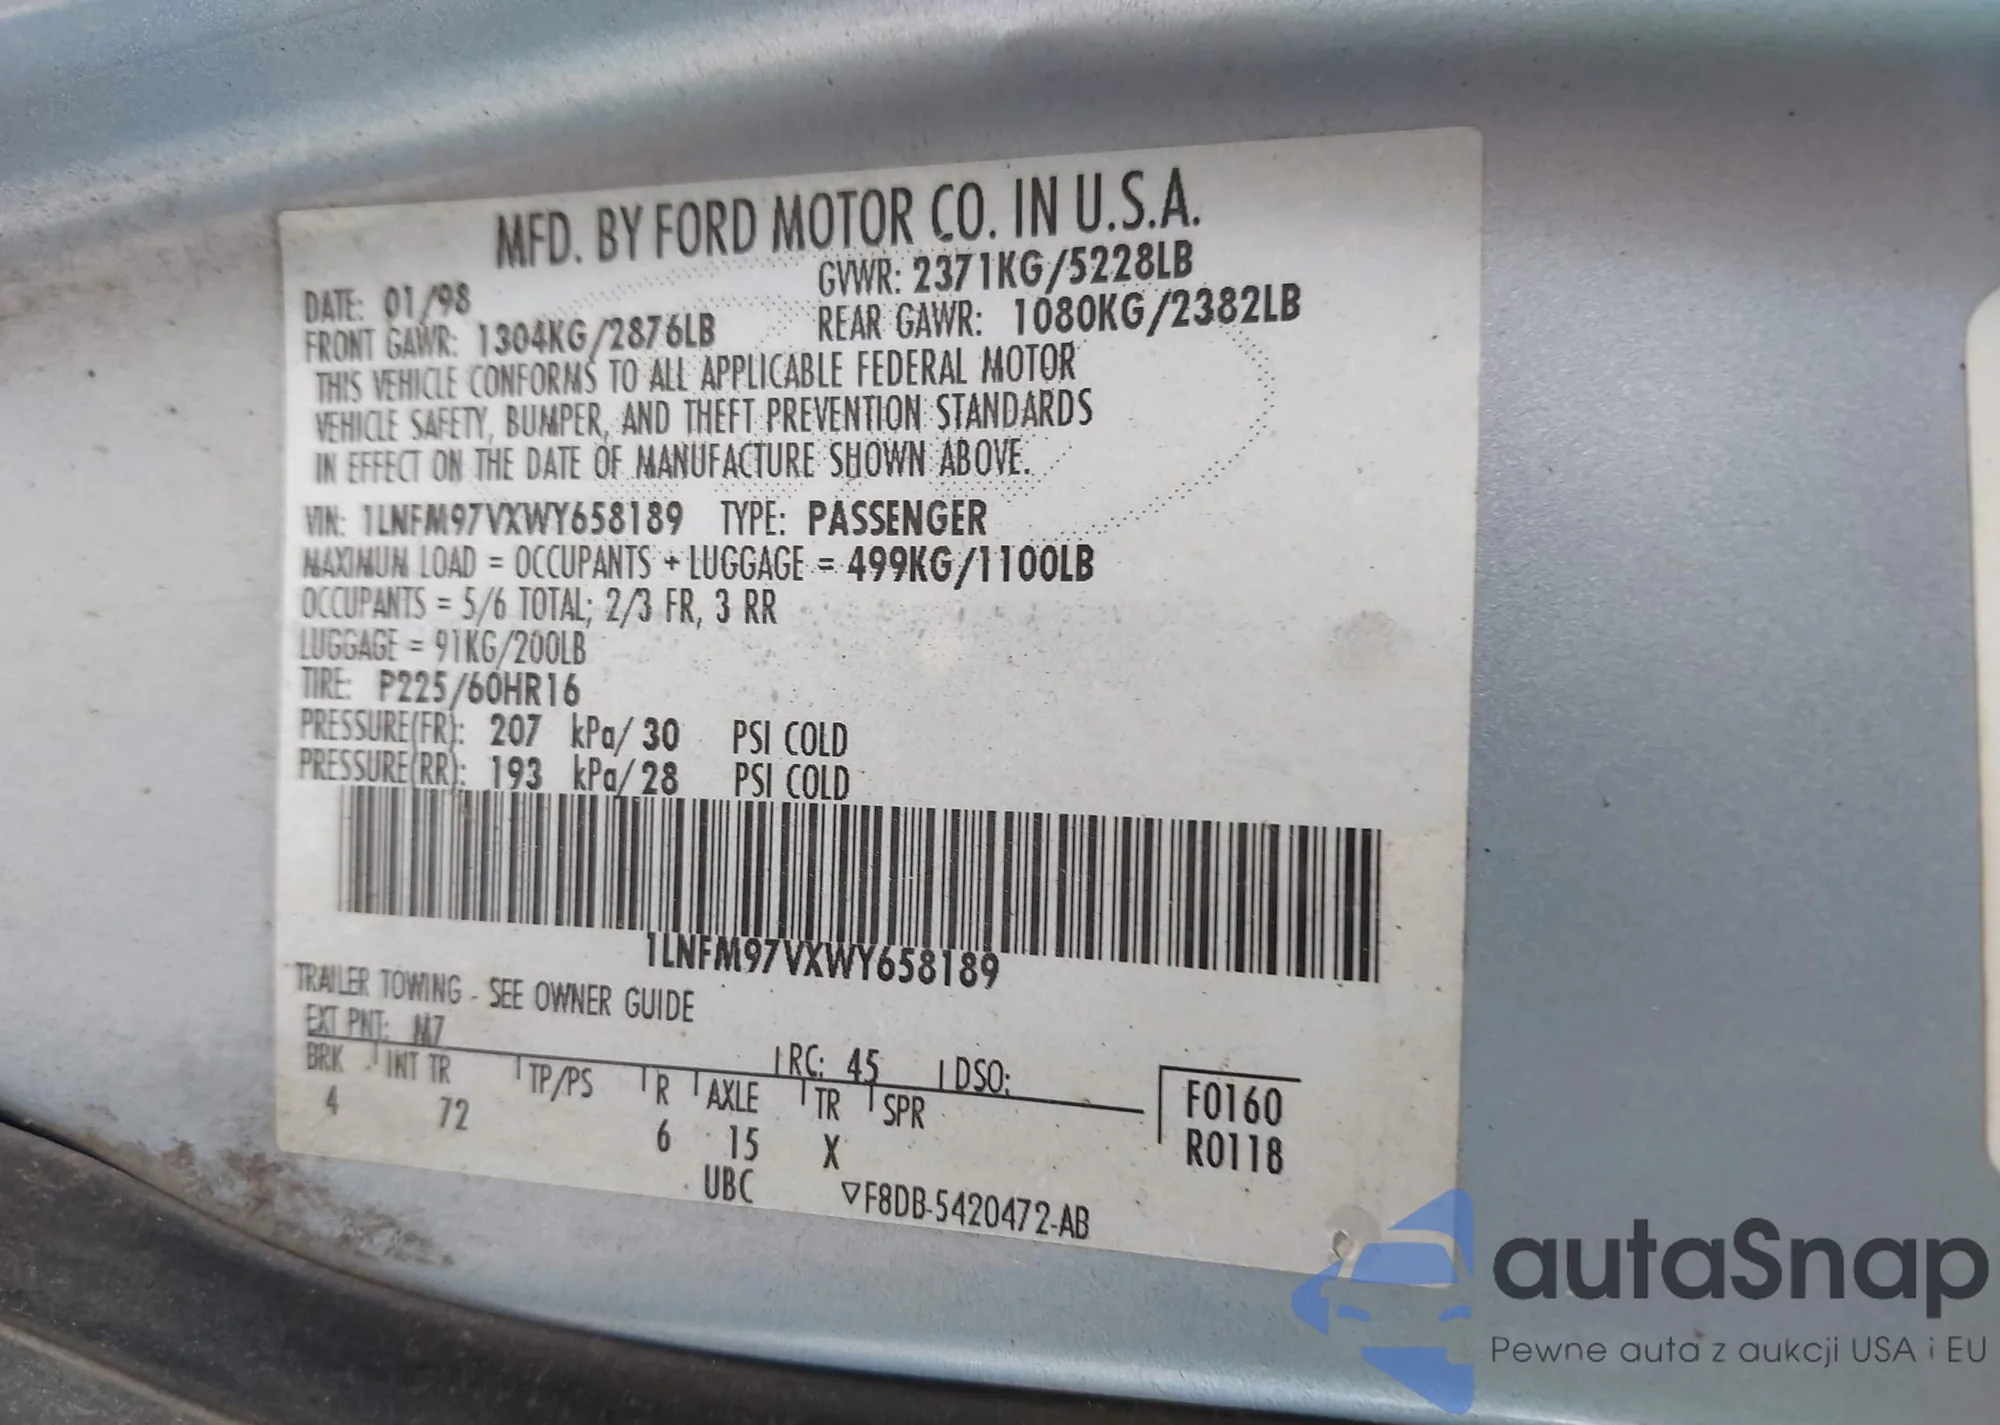 MFD. BY FORD MOTOR CO. IN U.S.A.
DATE: 01/98 GVWR: 2371KG/5228LB
FRONT GAWR: 1304KG/2876LB REAR GAWR: 1080KG/2382LB
THIS VEHICLE CONFORMS TO ALL APPLICABLE FEDERAL MOTOR
VEHICLE SAFETY, BUMPER, AND THEFT PREVENTION STANDARDS
IN EFFECT ON THE DATE OF MANUFACTURE SHOWN ABOVE.
VIN: 1LNFM97VXWY658189 TYPE: PASSENGER
MAXIMUM LOAD = OCCUPANTS + LUGGAGE = 499KG/1100LB
OCCUPANTS = 5/6 TOTAL; 2/3 FR, 3 RR
LUGGAGE = 91KG/200LB
TIRE: P225/60HR16
PRESSURE(FR): 207 kPa/30 PSI COLD
PRESSURE(RR): 193 kPa/28 PSI COLD
1LNFM97VXWY658189
TRAILER TOWING - SEE OWNER GUIDE
EXT PNT: M7 RC: 45 DSO:
BRK INT TR TP/PS R AXLE TR SPR F0160
4 72 6 15 X R0118
UBC ▽F8DB-5420472-AB
autaSnap
Pewne auta z aukcji USA i EU